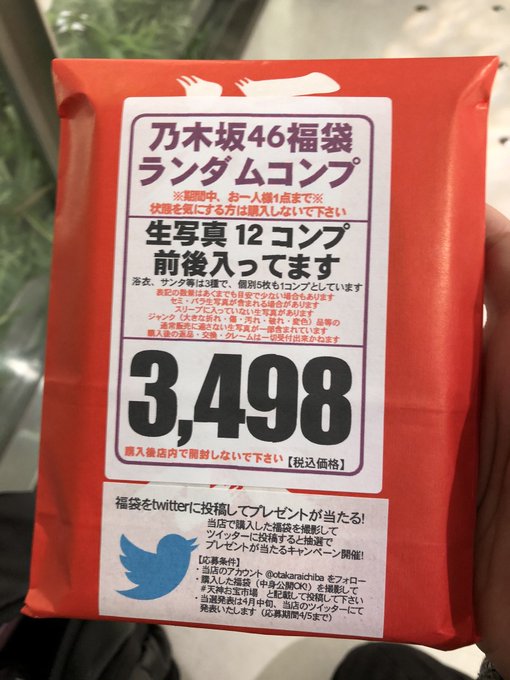 乃木坂46福袋
ランダムコンプ
※期間中、お一人様1点まで※
状態を気にする方は購入しないで下さい
生写真 12 コンプ
前後入ってます
浴衣、サンタ等は3種で、個別5枚も1コンプとしています
表記の数量はあくまでも目安で少ない場合もあります
セミ・バラ生写真が含まれる場合があります
スリーブに入っていない生写真があります
ジャンク（大きな折れ・傷・汚れ・破れ・変色）品等の
通常販売に適さない生写真が一部含まれています
購入後の返品・交換・クレームは一切受付出来かねます
3,498
購入後店内で開封しないで下さい【税込価格】
福袋をtwitterに投稿してプレゼントが当たる!
当店で購入した福袋を撮影して
ツイッターに投稿すると抽選で
プレゼントが当たるキャンペーン開催!
【応募条件】
・当店のアカウント @otakaraichiba をフォロー
・購入した福袋（中身公開OK!）を撮影して
#天神お宝市場 と記載して投稿して下さい
・当選発表は4月中旬、当店のツイッターにて
発表いたします（応募期間4/5まで）